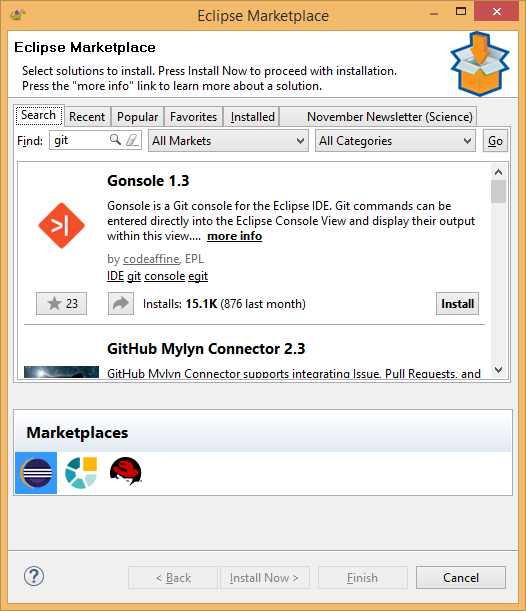 Eclipse Marketplace
Eclipse Marketplace
Select solutions to install. Press Install Now to proceed with installation.
Press the "more info" link to learn more about a solution.
Search Recent Popular Favorites Installed November Newsletter (Science)
Find: git All Markets All Categories Go
Gonsole 1.3
Gonsole is a Git console for the Eclipse IDE. Git commands can be
entered directly into the Eclipse Console View and display their output
within this view.... more info
by codeaffine, EPL
IDE git console egit
23 Installs: 15.1K (876 last month) Install
GitHub Mylyn Connector 2.3
GitHub Mylyn Connector supports integrating Issue, Pull Requests, and
Marketplaces
? < Back Install Now > Finish Cancel